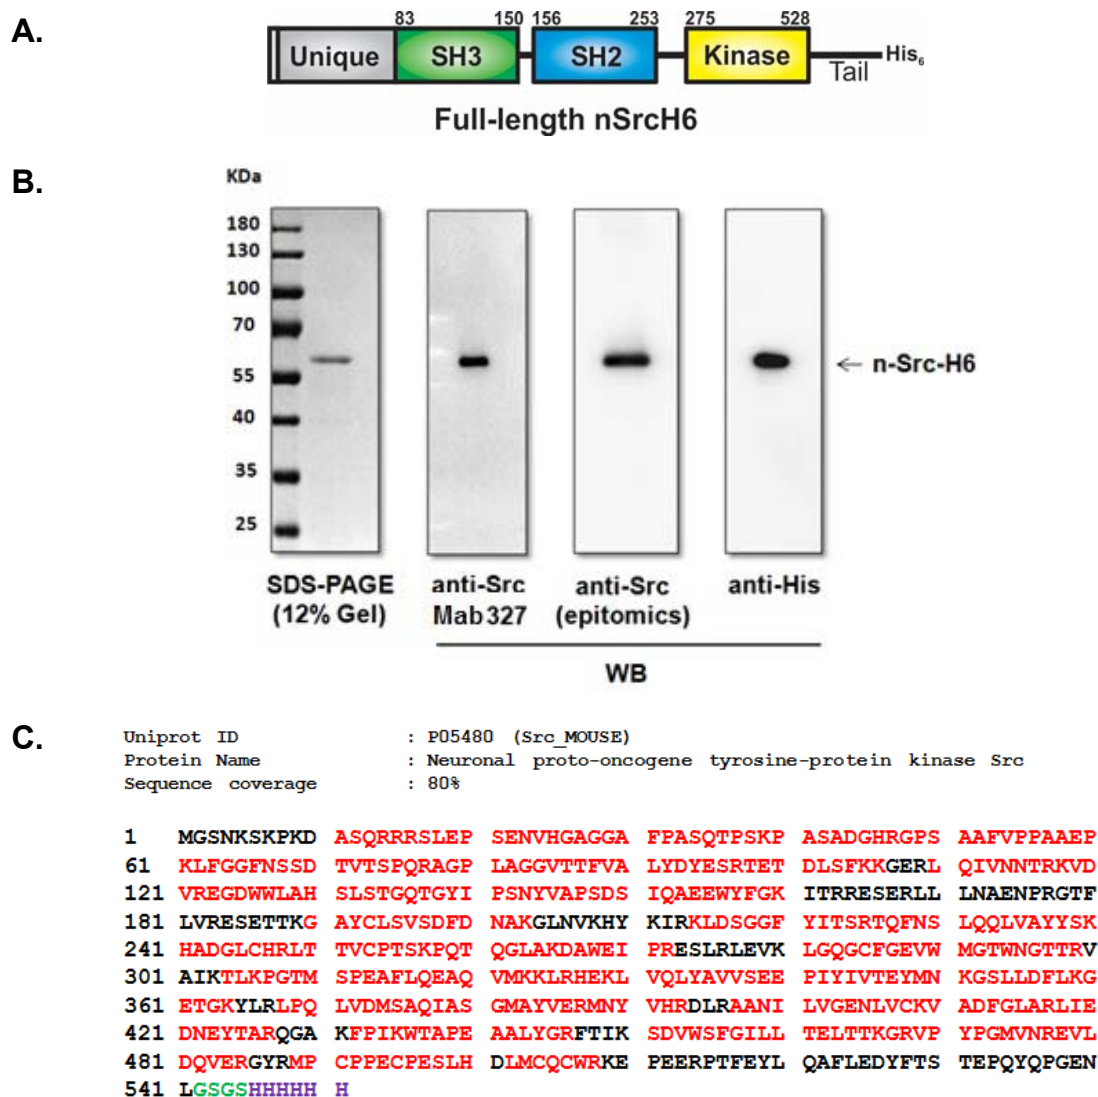 A.
83 150 156 253 275 528
Unique SH3 SH2 Kinase Tail His6
Full-length nSrcH6
B.
KDa
180
130
100
70
55
40
35
25
← n-Src-H6
SDS-PAGE
(12% Gel)
anti-Src
Mab 327
anti-Src
(epitomics)
anti-His
WB
C.
Uniprot ID : P05480 (Src_MOUSE)
Protein Name : Neuronal proto-oncogene tyrosine-protein kinase Src
Sequence coverage : 80%
1 MGSNKSKPKD ASQRRRSLEP SENVHGAGGA FPASQTPSKP ASADGHRGPS AAFVPPAAEP
61 KLFGGFNSSD TVTSPQRAGP LAGGVTTFVA LYDYESRTET DLSFKKGERL QIVNNTRKVD
121 VREGDWWLAH SLSTGQTGYI PSNYVAPSDS IQAEEWYFGK ITRRESERLL LNAENPRGTF
181 LVRESETTKG AYCLSVSDFD NAKGLNVKHY KIRKLDSGGF YITSRTQFNS LQQLVAYYSK
241 HADGLCHRLT TVCPTSKPQT QGLAKDAWEI PRESLRLEVK LGQGCFGEVW MGTWNGTTRV
301 AIKTLKPGTM SPEAFLQEAQ VMKKLRHEKL VQLYAVVSEE PIYIVTEYMN KGSLLDFLKG
361 ETGKYLRLPQ LVDMSAQIAS GMAYVERMNY VHRDLRAANI LVGENLVCKV ADFGLARLIE
421 DNEYTARQGA KFPIKWTAPE AALYGRFTIK SDVWSFGILL TELTTKGRVP YPGMVNREVL
481 DQVERGYRMP CPPECPESLH DLMCQCWRKE PEERPTFEYL QAFLEDYFTS TEPQYQPGEN
541 LGSGSHHHHH H